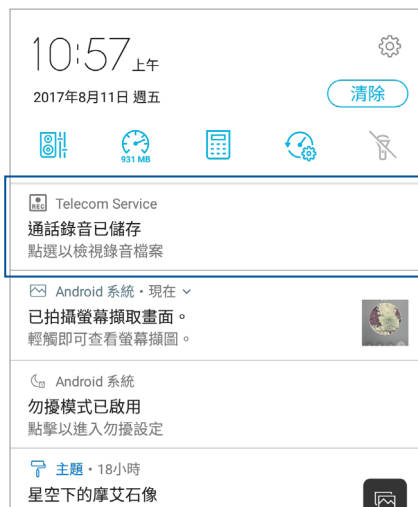 10:57上午
2017年8月11日 週五
清除
931 MB
REC Telecom Service
通話錄音已儲存
點選以檢視錄音檔案
Android 系統・現在
已拍攝螢幕擷取畫面。
輕觸即可查看螢幕擷圖。
Android 系統
勿擾模式已啟用
點擊以進入勿擾設定
主題・18小時
星空下的摩艾石像